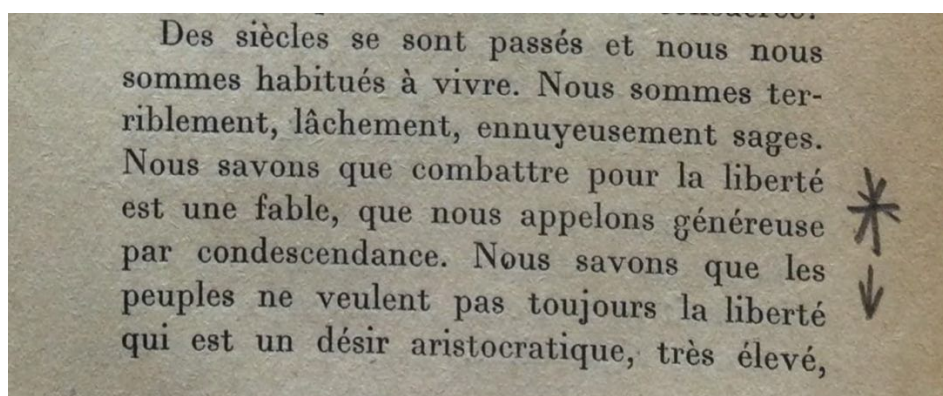 Des siècles se sont passés et nous nous
sommes habitués à vivre. Nous sommes ter-
riblement, lâchement, ennuyeusement sages.
Nous savons que combattre pour la liberté
est une fable, que nous appelons généreuse
par condescendance. Nous savons que les
peuples ne veulent pas toujours la liberté
qui est un désir aristocratique, très élevé,